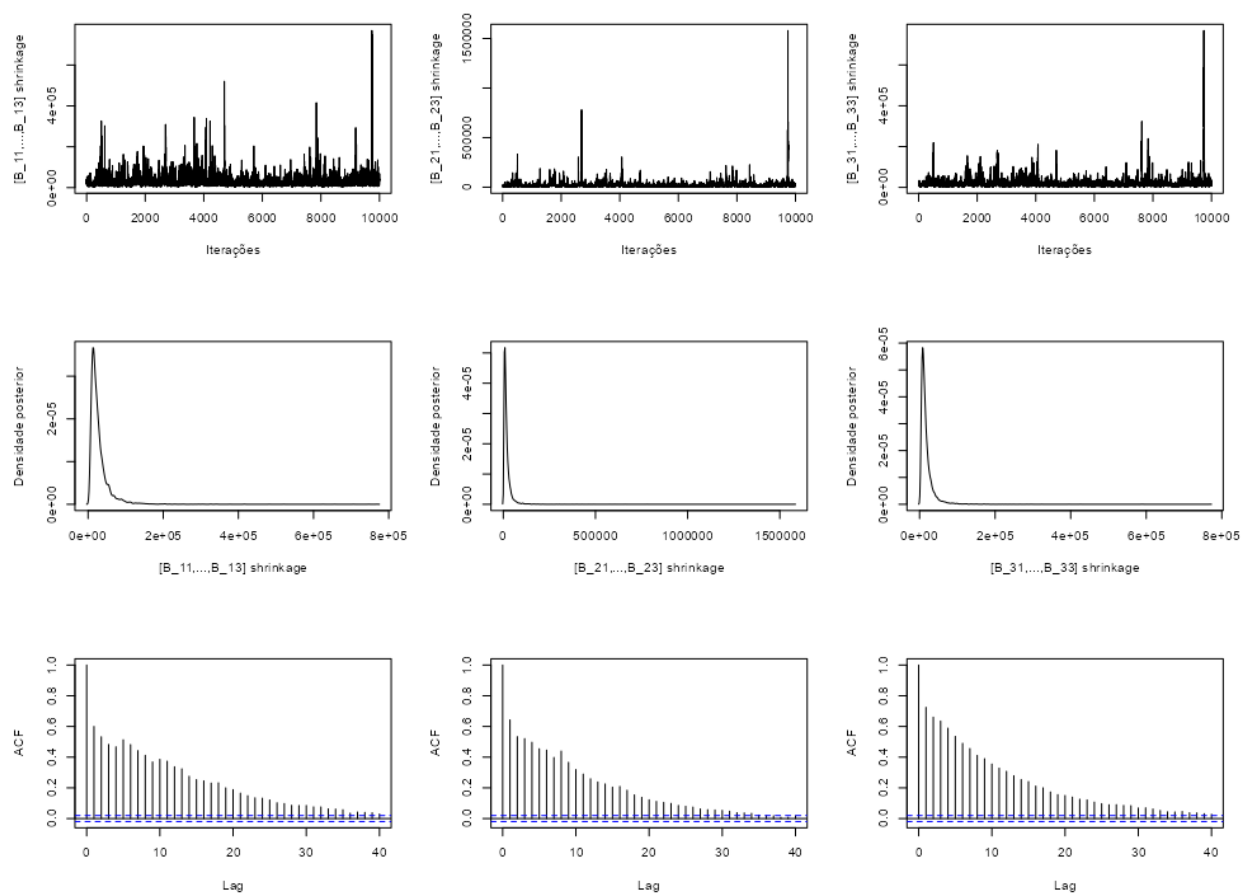 [B_11,...,B_13] shrinkage
0e+00
4e+05
0
2000
4000
6000
8000
10000
Iterações
[B_21,...,B_23] shrinkage
0
500000
1500000
0
2000
4000
6000
8000
10000
Iterações
[B_31,...,B_33] shrinkage
0e+00
4e+05
0
2000
4000
6000
8000
10000
Iterações
Densidade posterior
0e+00
2e-05
0e+00
2e+05
4e+05
6e+05
8e+05
[B_11,...,B_13] shrinkage
Densidade posterior
0e+00
2e-05
4e-05
0
500000
1000000
1500000
[B_21,...,B_23] shrinkage
Densidade posterior
0e+00
2e-05
4e-05
6e-05
0e+00
2e+05
4e+05
6e+05
8e+05
[B_31,...,B_33] shrinkage
ACF
0.0
0.2
0.4
0.6
0.8
1.0
0
10
20
30
40
Lag
ACF
0.0
0.2
0.4
0.6
0.8
1.0
0
10
20
30
40
Lag
ACF
0.0
0.2
0.4
0.6
0.8
1.0
0
10
20
30
40
Lag